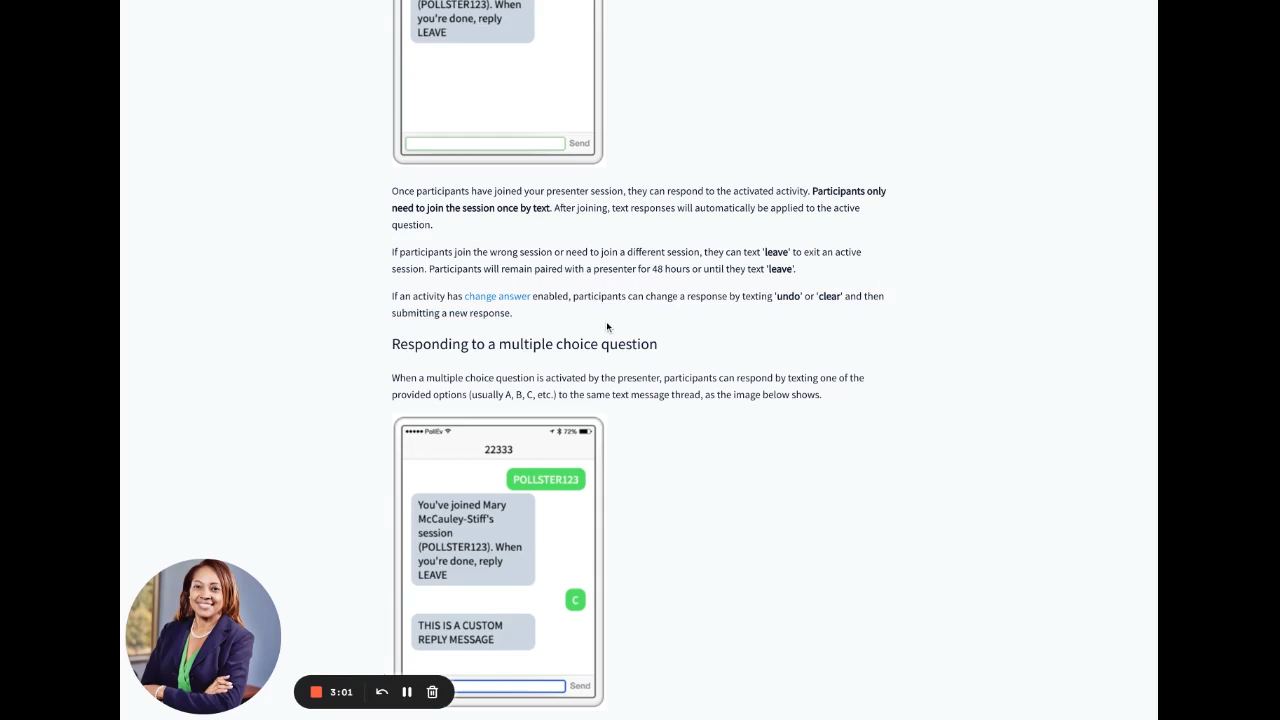 (POLLSTER123). When
you're done, reply
LEAVE
Send
Once participants have joined your presenter session, they can respond to the activated activity. Participants only
need to join the session once by text. After joining, text responses will automatically be applied to the active
question.
If participants join the wrong session or need to join a different session, they can text 'leave' to exit an active
session. Participants will remain paired with a presenter for 48 hours or until they text 'leave'.
If an activity has change answer enabled, participants can change a response by texting 'undo' or 'clear' and then
submitting a new response.
Responding to a multiple choice question
When a multiple choice question is activated by the presenter, participants can respond by texting one of the
provided options (usually A, B, C, etc.) to the same text message thread, as the image below shows.
PollEv 72%
22333
POLLSTER123
You've joined Mary
McCauley-Stiff's
session
(POLLSTER123). When
you're done, reply
LEAVE
C
THIS IS A CUSTOM
REPLY MESSAGE
Send
3:01